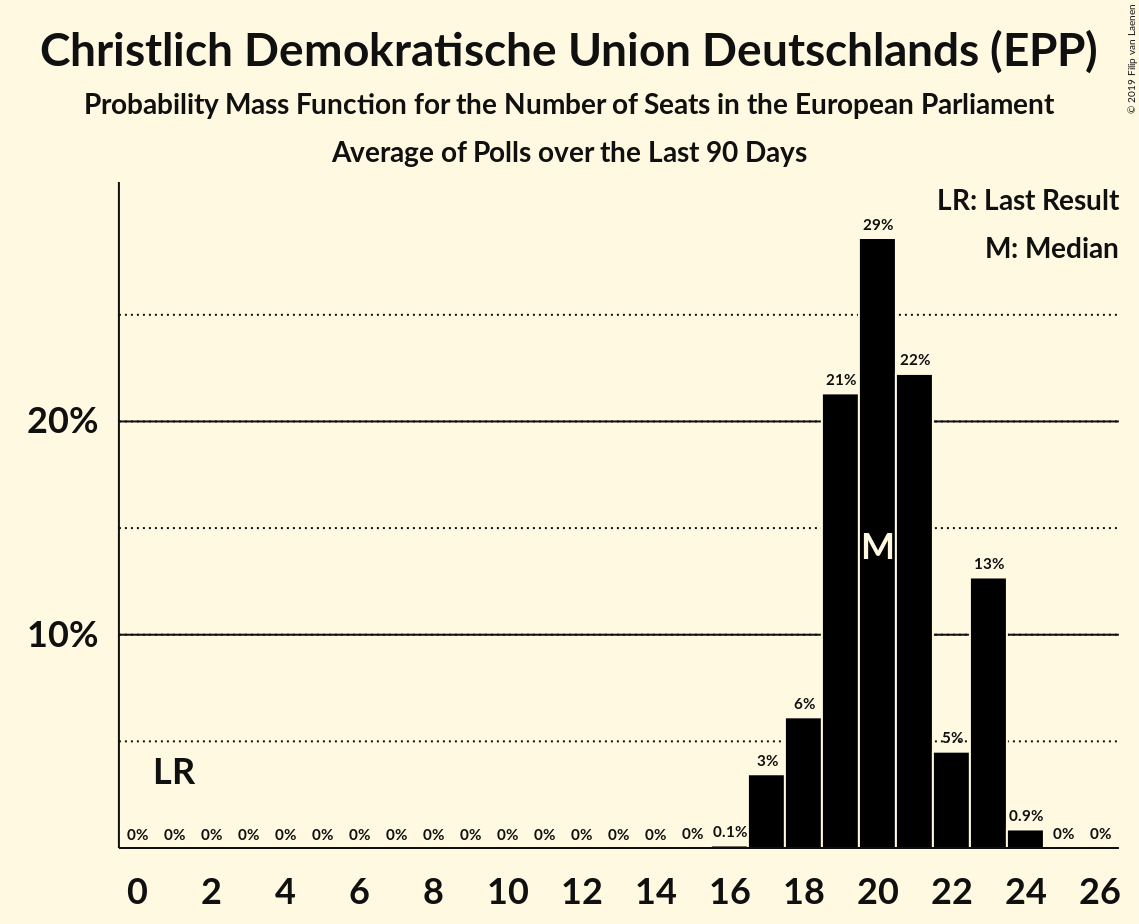 Christlich Demokratische Union Deutschlands (EPP)
Probability Mass Function for the Number of Seats in the European Parliament
Average of Polls over the Last 90 Days
© 2019 Filip van Laenen
LR: Last Result
M: Median
29%
22%
21%
20%
M
13%
10%
6%
5%
3%
LR
0% 0% 0% 0% 0% 0% 0% 0% 0% 0% 0% 0% 0% 0% 0% 0% 0.1% 0.9% 0% 0%
0 2 4 6 8 10 12 14 16 18 20 22 24 26